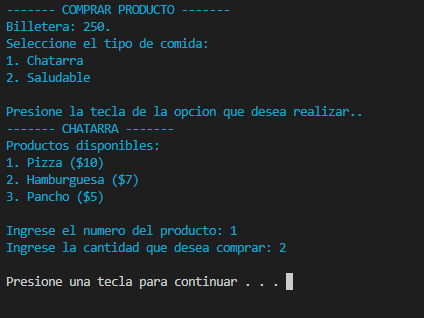 ------- COMPRAR PRODUCTO -------
Billetera: 250.
Seleccione el tipo de comida:
1. Chatarra
2. Saludable
Presione la tecla de la opcion que desea realizar..
------- CHATARRA -------
Productos disponibles:
1. Pizza ($10)
2. Hamburguesa ($7)
3. Pancho ($5)
Ingrese el numero del producto: 1
Ingrese la cantidad que desea comprar: 2
Presione una tecla para continuar . . .